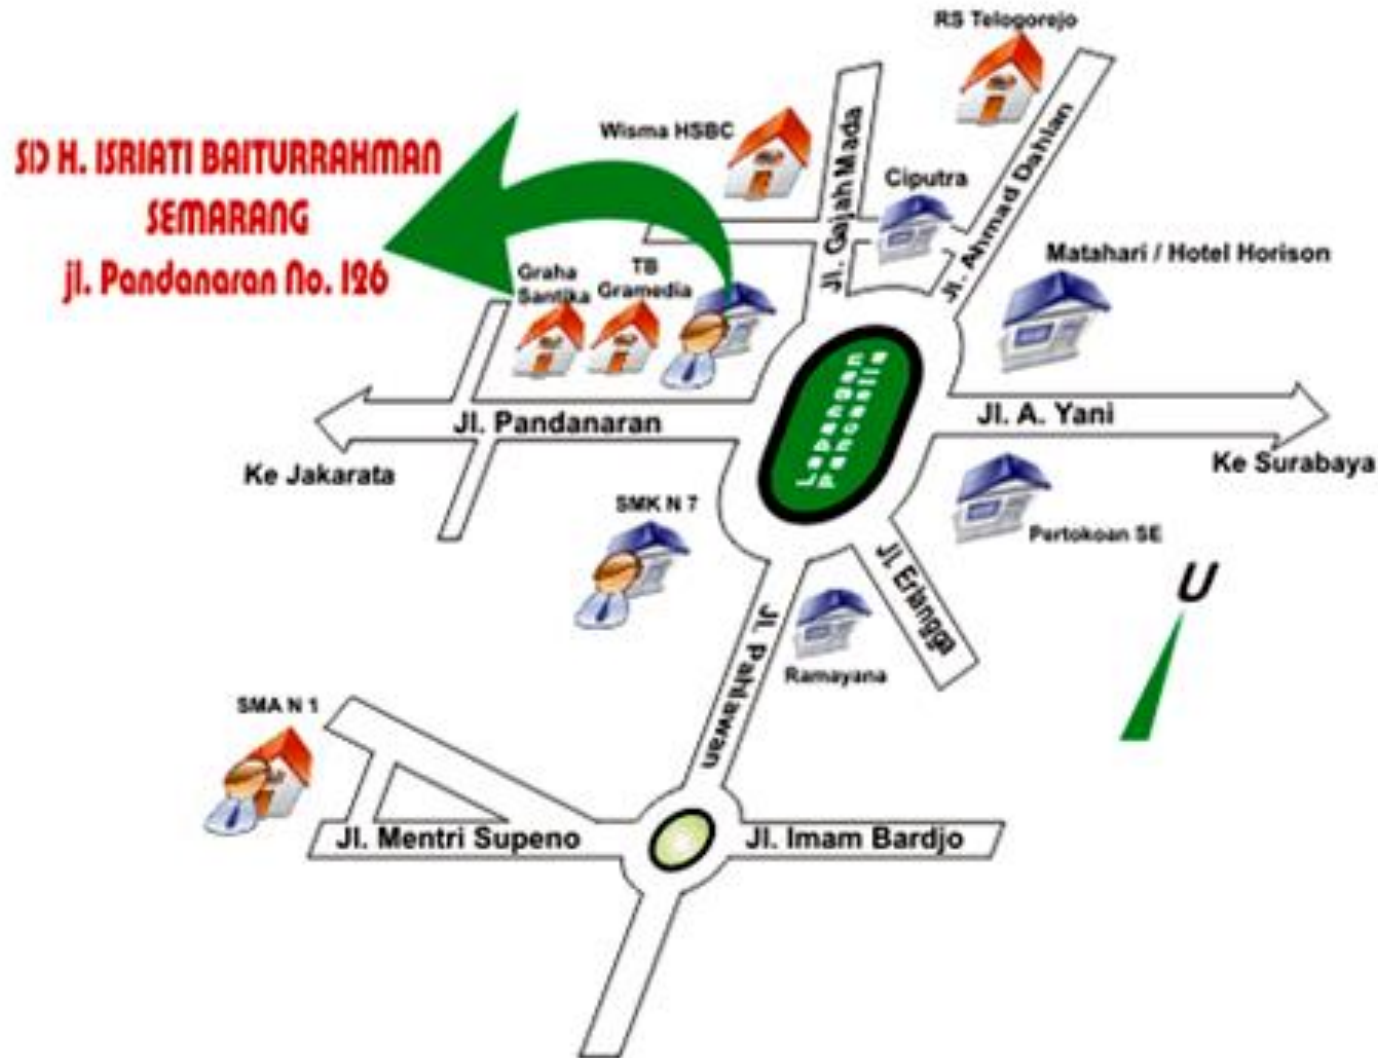 RS Telogorejo
Wisma HSBC
Jl. Gajah Mada
Jl. Ahmad Dahlan
SD H. ISRIATI BAITURRAHMAN
SEMARANG
jl. Pandanaran No. 126
Ciputra
Matahari / Hotel Horison
Graha
Santika
TB
Gramedia
Jl. Pandanaran
Jl. A. Yani
Ke Jakarata
Ke Surabaya
SMK N 7
Pertokoan SE
Jl. Erlangga
U
Jl. Pahlawan
Ramayana
SMA N 1
Jl. Mentri Supeno
Jl. Imam Bardjo